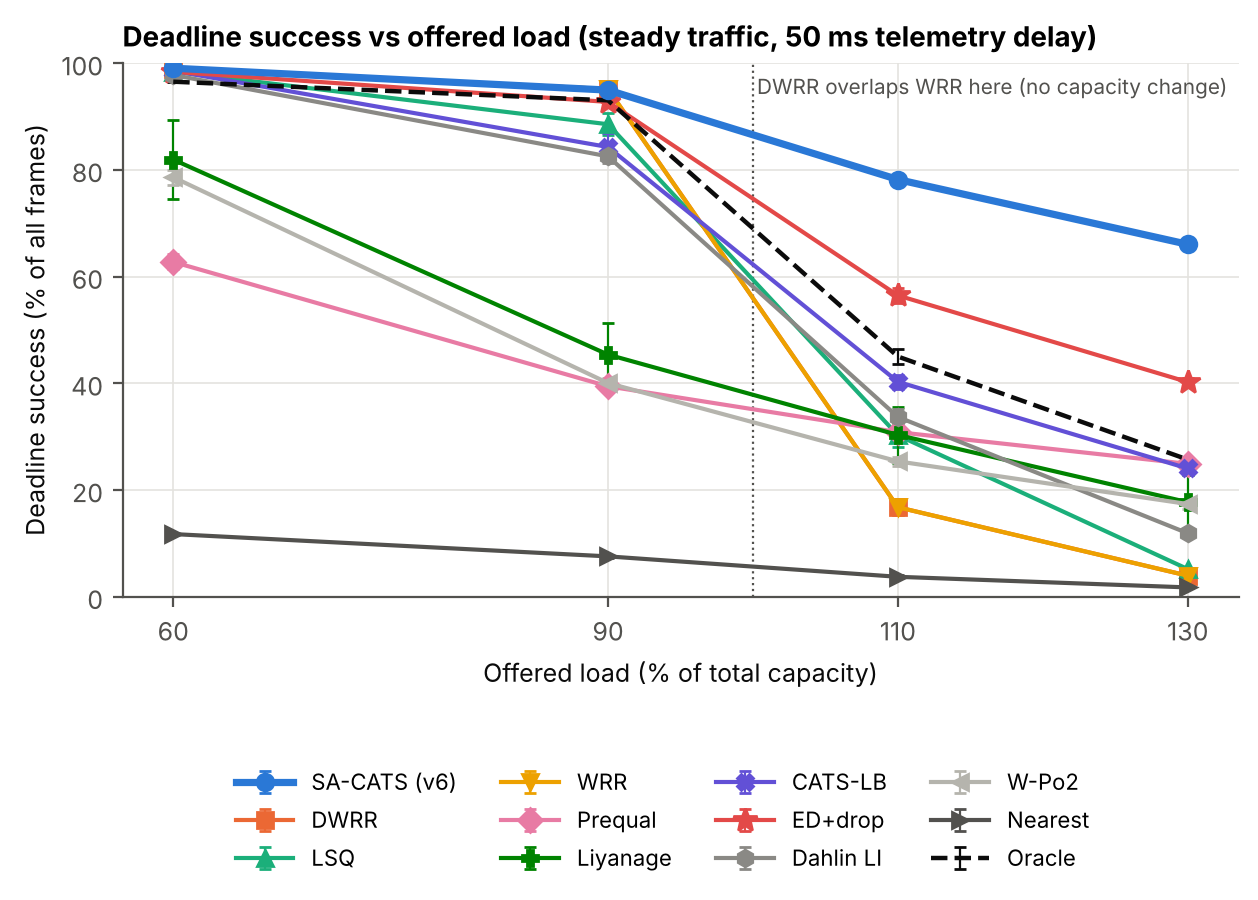 Deadline success vs offered load (steady traffic, 50 ms telemetry delay)
DWRR overlaps WRR here (no capacity change)
Deadline success (% of all frames)
100
80
60
40
20
0
60 90 110 130
Offered load (% of total capacity)
SA-CATS (v6) WRR CATS-LB W-Po2
DWRR Prequal ED+drop Nearest
LSQ Liyanage Dahlin LI Oracle